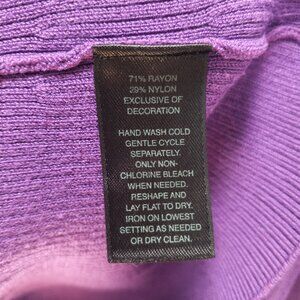 71% RAYON
29% NYLON
EXCLUSIVE OF
DECORATION
HAND WASH COLD
GENTLE CYCLE
SEPARATELY.
ONLY NON-
CHLORINE BLEACH
WHEN NEEDED.
RESHAPE AND
LAY FLAT TO DRY.
IRON ON LOWEST
SETTING AS NEEDED
OR DRY CLEAN.